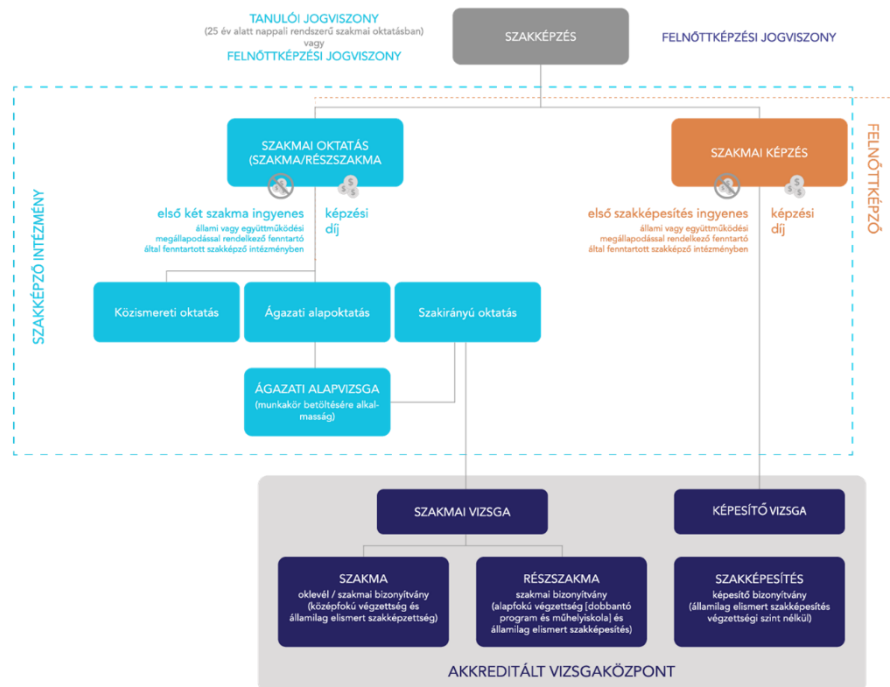 TANULÓI JOGVISZONY
(25 év alatt nappali rendszerű szakmai oktatásban)
vagy
FELNŐTTKÉPZÉSI JOGVISZONY
SZAKKÉPZÉS
FELNŐTTKÉPZÉSI JOGVISZONY
SZAKKÉPZŐ INTÉZMÉNY
FELNŐTTKÉPZŐ
SZAKMAI OKTATÁS
(SZAKMA/RÉSZSZAKMA
SZAKMAI KÉPZÉS
első két szakma ingyenes
állami vagy együttműködési
megállapodással rendelkező fenntartó
által fenntartott szakképző intézményben
képzési
díj
első szakképesítés ingyenes
állami vagy együttműködési
megállapodással rendelkező fenntartó
által fenntartott szakképző intézményben
képzési
díj
Közismereti oktatás
Ágazati alapoktatás
Szakirányú oktatás
ÁGAZATI ALAPVIZSGA
(munkakör betöltésére alkal-
masság)
SZAKMAI VIZSGA
KÉPESÍTŐ VIZSGA
SZAKMA
oklevél / szakmai bizonyítvány
(középfokú végzettség és
államilag elismert szakképzettség)
RÉSZSZAKMA
szakmai bizonyítvány
(alapfokú végzettség [dobbantó
program és műhelyiskola] és
államilag elismert szakképesítés)
SZAKKÉPESÍTÉS
képesítő bizonyítvány
(államilag elismert szakképesítés
végzettségi szint nélkül)
AKKREDITÁLT VIZSGAKÖZPONT